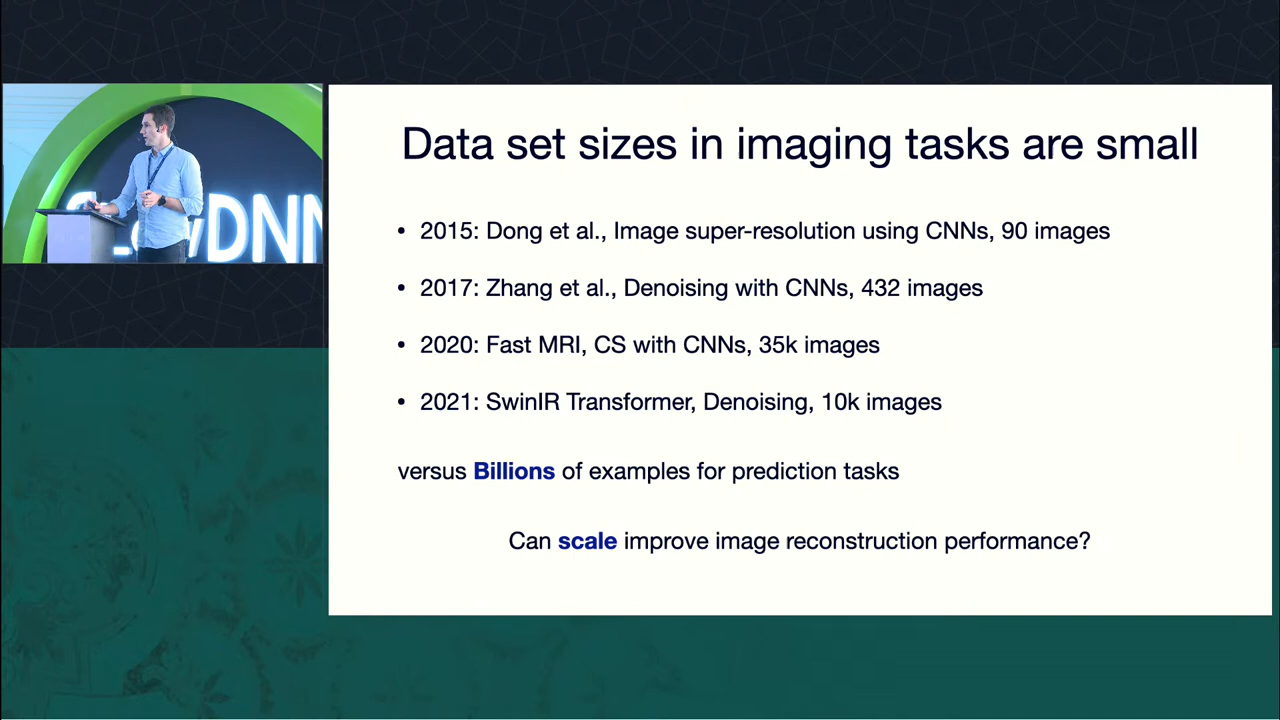 Data set sizes in imaging tasks are small
• 2015: Dong et al., Image super-resolution using CNNs, 90 images
• 2017: Zhang et al., Denoising with CNNs, 432 images
• 2020: Fast MRI, CS with CNNs, 35k images
• 2021: SwinIR Transformer, Denoising, 10k images
versus Billions of examples for prediction tasks
Can scale improve image reconstruction performance?